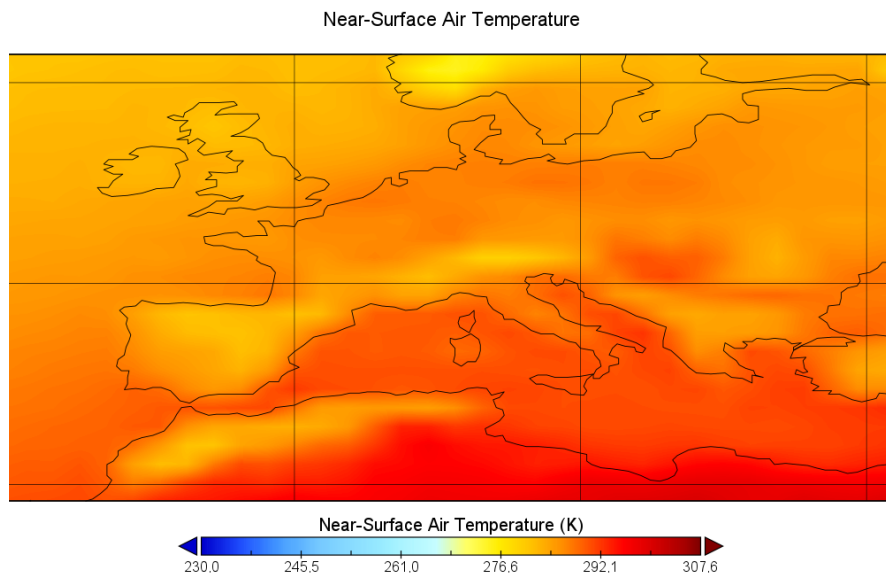 Near-Surface Air Temperature
Near-Surface Air Temperature (K)
230.0 245.5 261.0 276.6 292.1 307.6